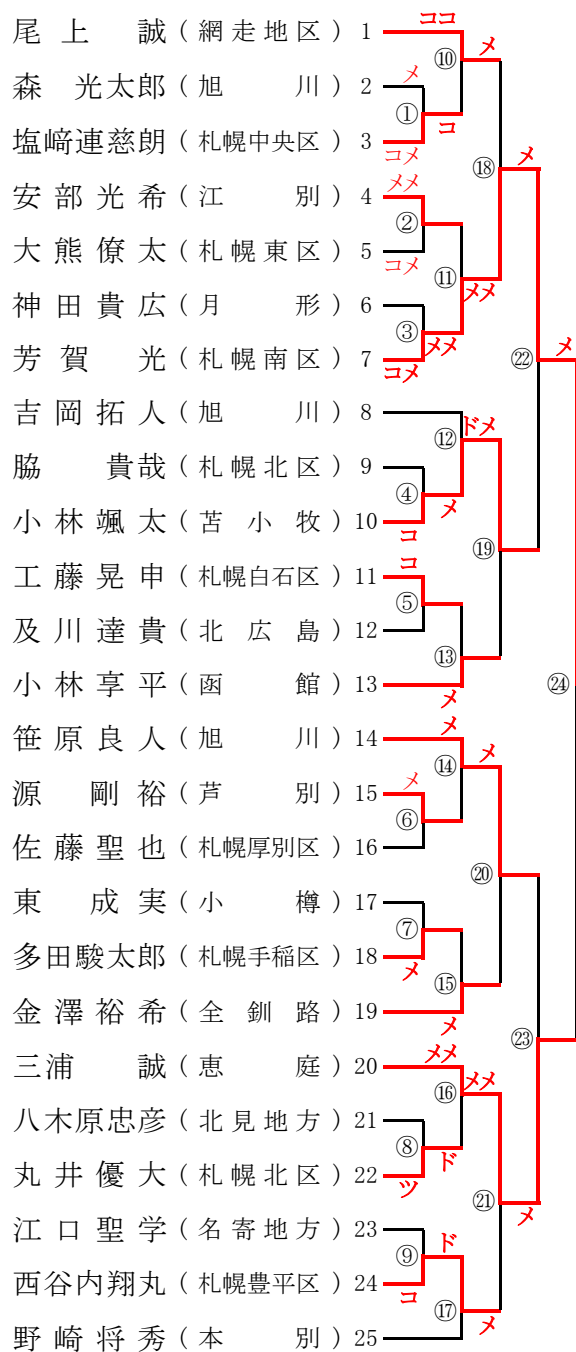 尾上 誠（網走地区）1
森 光太郎（旭 川）2
塩﨑連慈朗（札幌中央区）3
安部光希（江 別）4
大熊僚太（札幌東区）5
神田貴広（月 形）6
芳賀 光（札幌南区）7
吉岡拓人（旭 川）8
脇 貴哉（札幌北区）9
小林颯太（苫小牧）10
工藤晃申（札幌白石区）11
及川達貴（北広島）12
小林享平（函 館）13
笹原良人（旭 川）14
源 剛裕（芦 別）15
佐藤聖也（札幌厚別区）16
東 成実（小 樽）17
多田駿太郎（札幌手稲区）18
金澤裕希（全釧路）19
三浦 誠（恵 庭）20
八木原忠彦（北見地方）21
丸井優大（札幌北区）22
江口聖学（名寄地方）23
西谷内翔丸（札幌豊平区）24
野崎将秀（本 別）25
ココ
メ
①
コメ
メメ
②
コメ
③
コメ
④
コ
コ
⑤
メ
メ
メ
⑥
⑦
メ
メ
メメ
⑧
ツ
⑨
コ
⑩
コ
⑪
メメ
⑫
メ
⑬
⑭
⑮
⑯
ド
ド
⑰
メ
メ
⑱
メメ
ドメ
⑲
メ
⑳
メメ
㉑
メ
㉒
㉓
メ
メ
㉔